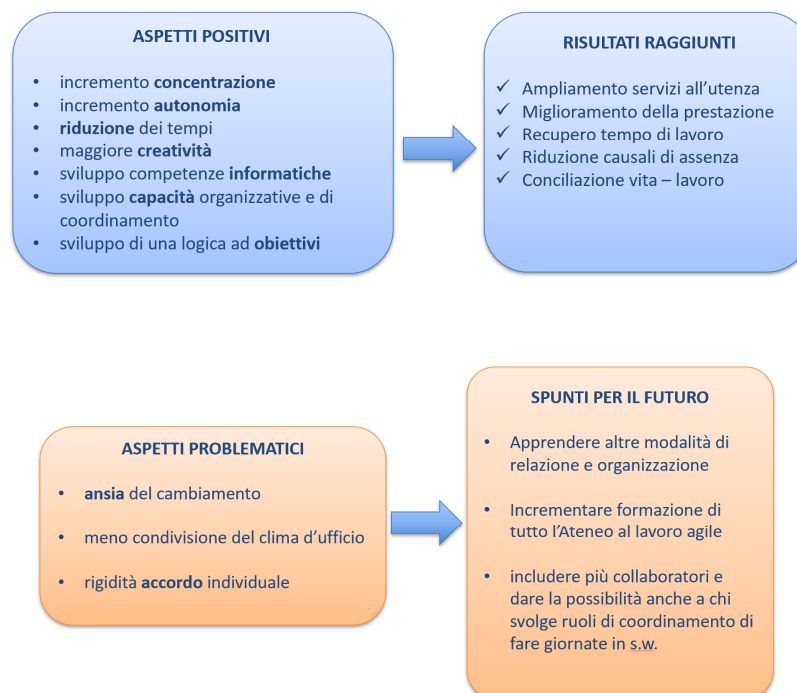 ASPETTI POSITIVI
• incremento concentrazione
• incremento autonomia
• riduzione dei tempi
• maggiore creatività
• sviluppo competenze informatiche
• sviluppo capacità organizzative e di
coordinamento
• sviluppo di una logica ad obiettivi
RISULTATI RAGGIUNTI
✓ Ampliamento servizi all’utenza
✓ Miglioramento della prestazione
✓ Recupero tempo di lavoro
✓ Riduzione causali di assenza
✓ Conciliazione vita – lavoro
ASPETTI PROBLEMATICI
• ansia del cambiamento
• meno condivisione del clima d’ufficio
• rigidità accordo individuale
SPUNTI PER IL FUTURO
• Apprendere altre modalità di
relazione e organizzazione
• Incrementare formazione di
tutto l’Ateneo al lavoro agile
• includere più collaboratori e
dare la possibilità anche a chi
svolge ruoli di coordinamento di
fare giornate in s.w.